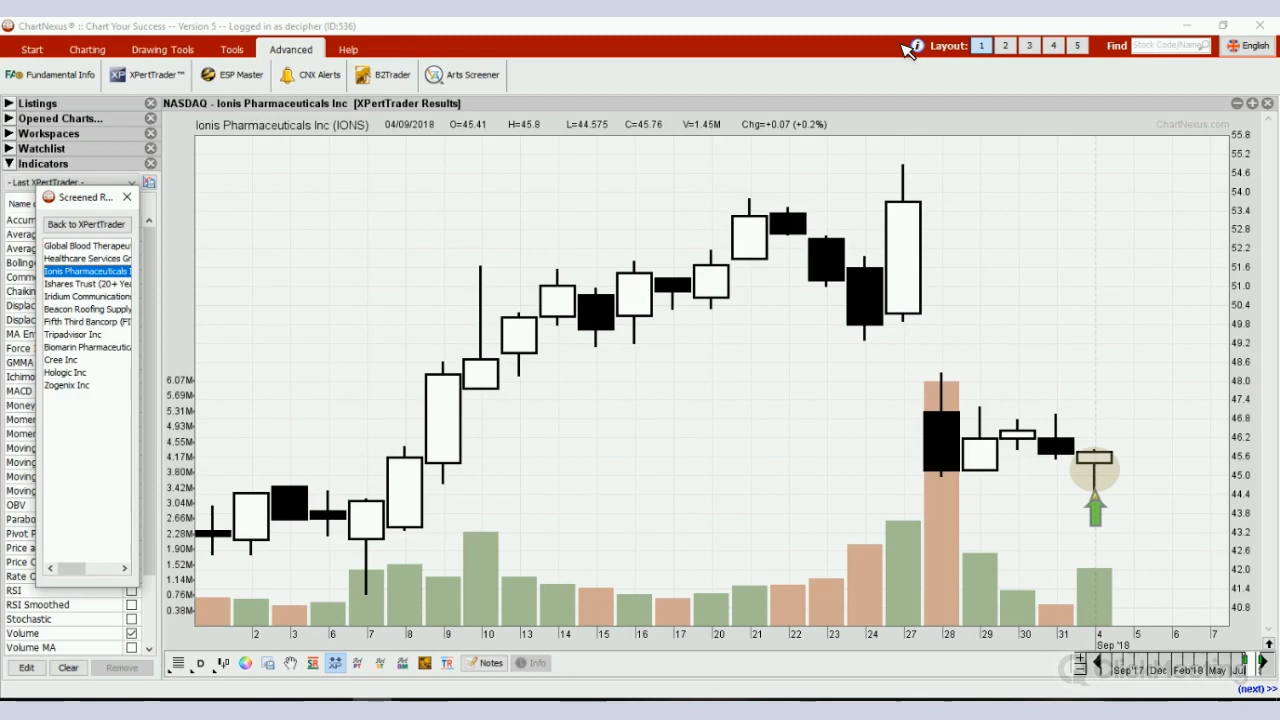 ChartNexus® :: Chart Your Success -- Version 5 -- Logged in as decipher (ID:536)
Start Charting Drawing Tools Tools Advanced Help
Layout: 1 2 3 4 5 Find Stock Code/Name English
FA Fundamental Info XP XPertTrader™ ESP Master CNX Alerts BZTrader Arts Screener
Listings
Opened Charts...
Workspaces
Watchlist
Indicators
- Last XPertTrader -
NASDAQ - Ionis Pharmaceuticals Inc [XPertTrader Results]
Ionis Pharmaceuticals Inc (IONS) 04/09/2018 O=45.41 H=45.8 L=44.575 C=45.76 V=1.45M Chg=+0.07 (+0.2%)
ChartNexus.com
Screened R...
Back to XPertTrader
Global Blood Therapeu
Healthcare Services Gr
Ionis Pharmaceuticals I
Ishares Trust (20+ Yea
Iridium Communications
Beacon Roofing Supply
Fifth Third Bancorp (FI
Tripadvisor Inc
Biomarin Pharmaceutica
Cree Inc
Hologic Inc
Zogenix Inc
Name
Accum
Averag
Averag
Bolling
Comm
Chaikin
Displac
Displac
MA En
Force I
GMMA
Ichimo
MACD
Money
Momen
Momen
Moving
Moving
Moving
Moving
OBV
Parabo
Pivot P
Price a
Price C
Rate C
RSI
RSI Smoothed
Stochastic
Volume
Volume MA
Edit Clear Remove
55.8
55.2
54.6
54.0
53.4
52.8
52.2
51.6
51.0
50.4
49.8
49.2
48.6
48.0
47.4
46.8
46.2
45.6
45.0
44.4
43.8
43.2
42.6
42.0
41.4
40.8
6.07M
5.69M
5.31M
4.93M
4.55M
4.17M
3.80M
3.42M
3.04M
2.66M
2.28M
1.90M
1.52M
1.14M
0.76M
0.38M
2 3 6 7 8 9 10 13 14 15 16 17 20 21 22 23 24 27 28 29 30 31 4 5 6 7
Sep '18
D SR XP TR Notes Info
Sep'17 Dec Feb'18 May Jul
(next) >>